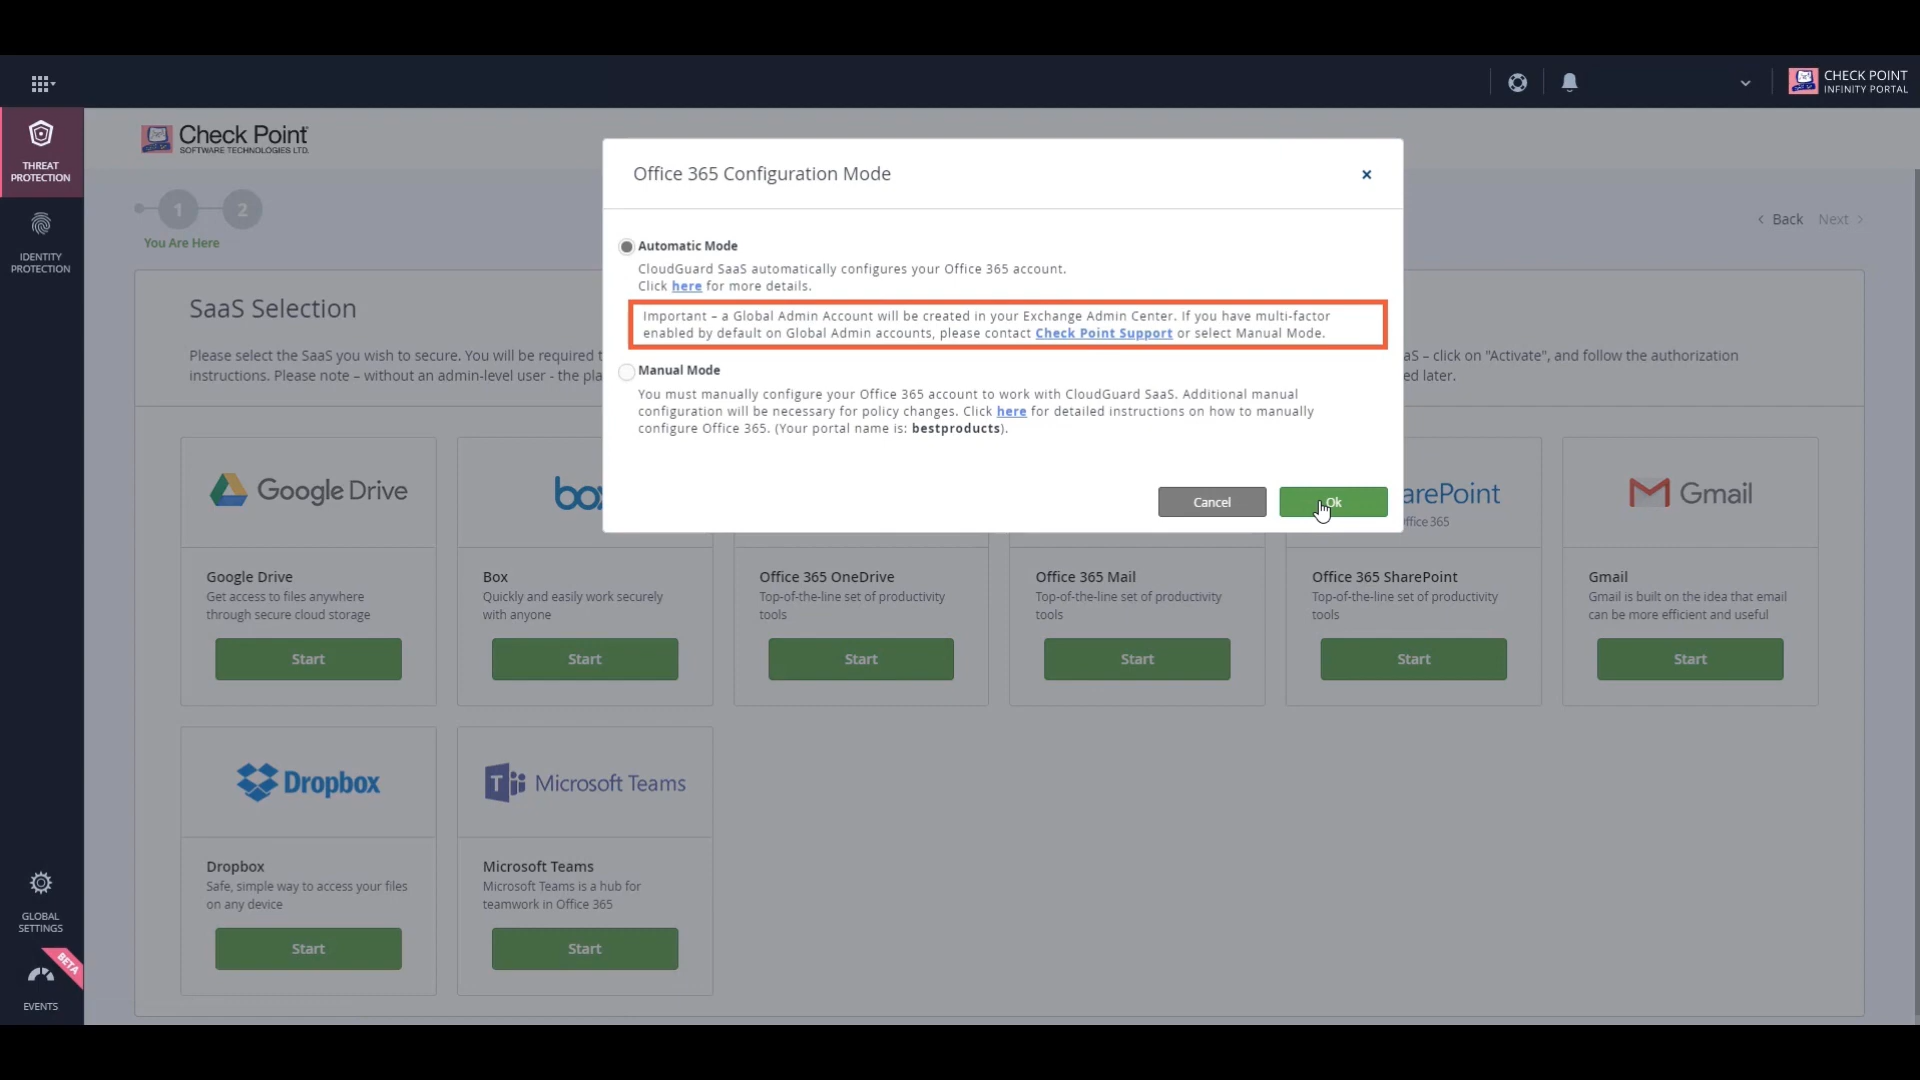 CHECK POINT
INFINITY PORTAL
THREAT
PROTECTION
IDENTITY
PROTECTION
GLOBAL
SETTINGS
BETA
EVENTS
Check Point
SOFTWARE TECHNOLOGIES LTD.
1
2
You Are Here
Back
Next
SaaS Selection
Please select the SaaS you wish to secure. You will be required t
aS – click on "Activate", and follow the authorization
instructions. Please note – without an admin-level user - the pla
ed later.
Office 365 Configuration Mode
×
Automatic Mode
CloudGuard SaaS automatically configures your Office 365 account.
Click here for more details.
Important – a Global Admin Account will be created in your Exchange Admin Center. If you have multi-factor
enabled by default on Global Admin accounts, please contact Check Point Support or select Manual Mode.
Manual Mode
You must manually configure your Office 365 account to work with CloudGuard SaaS. Additional manual
configuration will be necessary for policy changes. Click here for detailed instructions on how to manually
configure Office 365. (Your portal name is: bestproducts).
Cancel
Ok
Google Drive
Google Drive
Get access to files anywhere
through secure cloud storage
Start
box
Box
Quickly and easily work securely
with anyone
Start
Office 365 OneDrive
Top-of-the-line set of productivity
tools
Start
Office 365 Mail
Top-of-the-line set of productivity
tools
Start
arePoint
ffice 365
Office 365 SharePoint
Top-of-the-line set of productivity
tools
Start
Gmail
Gmail
Gmail is built on the idea that email
can be more efficient and useful
Start
Dropbox
Dropbox
Safe, simple way to access your files
on any device
Start
Microsoft Teams
Microsoft Teams
Microsoft Teams is a hub for
teamwork in Office 365
Start